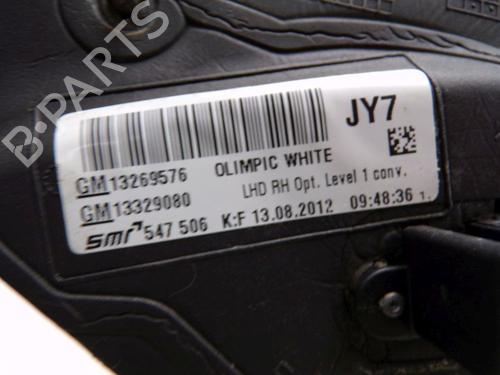 JY7
GM13269576 OLIMPIC WHITE
GM13329080 LHD RH Opt. Level 1 conv.
smr 547 506 K:F 13.08.2012 09:48:36 1.
B-PARTS